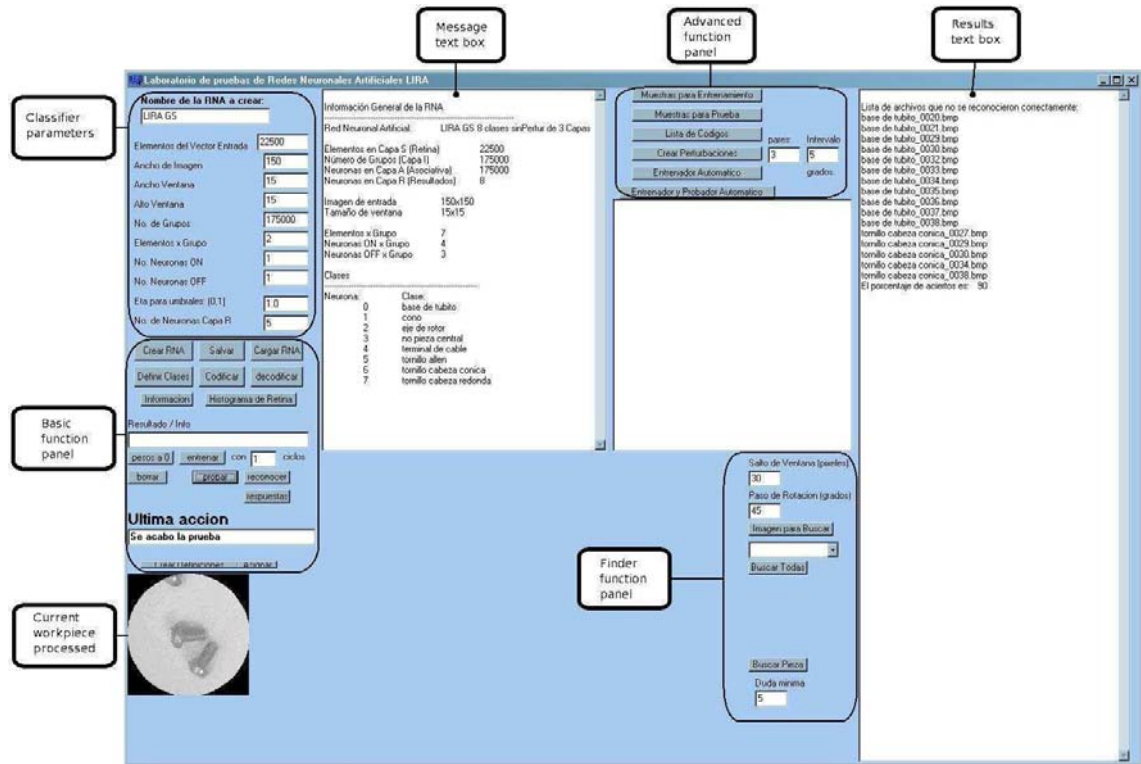 Message
text box
Advanced
function
panel
Results
text box
Classifier
parameters
Basic
function
panel
Current
workpiece
processed
Finder
function
panel
Laboratorio de pruebas de Redes Neuronales Artificiales LIRA
Nombre de la RNA a crear:
LIRA GS
Elementos del Vector Entrada 22500
Ancho de Imagen 150
Ancho Ventana 15
Alto Ventana 15
No. de Grupos 175000
Elementos x Grupo 2
No. Neuronas ON 1
No. Neuronas OFF 1
Eta para umbrales: (0,1] 1.0
No. de Neuronas Capa R 5
Crear RNA Salvar Cargar RNA
Definir Clases Codificar decodificar
Informacion Histograma de Retina
Resultado / Info
pesos a 0 entrenar con 1 ciclos
borrar probar reconocer
respuestas
Ultima accion
Se acabo la prueba
Crear Definiciones
Información General de la RNA
Red Neuronal Artificial: LIRA GS 8 clases sinPertur de 3 Capas
Elementos en Capa S (Retina) 22500
Número de Grupos (Capa I) 175000
Neuronas en Capa A (Asociativa) 175000
Neuronas en Capa R (Resultados) 8
Imagen de entrada 150x150
Tamaño de ventana 15x15
Elementos x Grupo 7
Neuronas ON x Grupo 4
Neuronas OFF x Grupo 3
Clases
Neurona: Clase:
0 base de tubito
1 cono
2 eje de rotor
3 no pieza central
4 terminal de cable
5 tornillo allen
6 tornillo cabeza conica
7 tornillo cabeza redonda
Muestras para Entrenamiento
Muestras para Prueba
Lista de Codigos
Crear Perturbaciones
Entrenador Automatico
Entrenador y Probador Automatico
pares: Intervalo
3 5
grados.
Salto de Ventana (pixeles)
30
Paso de Rotacion (grados)
45
Imagen para Buscar
Buscar Todas
Buscar Pieza
Duda minima
5
Lista de archivos que no se reconocieron correctamente:
base de tubito_0020.bmp
base de tubito_0021.bmp
base de tubito_0029.bmp
base de tubito_0030.bmp
base de tubito_0032.bmp
base de tubito_0033.bmp
base de tubito_0034.bmp
base de tubito_0035.bmp
base de tubito_0036.bmp
base de tubito_0037.bmp
base de tubito_0038.bmp
tornillo cabeza conica_0027.bmp
tornillo cabeza conica_0029.bmp
tornillo cabeza conica_0030.bmp
tornillo cabeza conica_0034.bmp
tornillo cabeza conica_0038.bmp
El porcentaje de aciertos es: 90